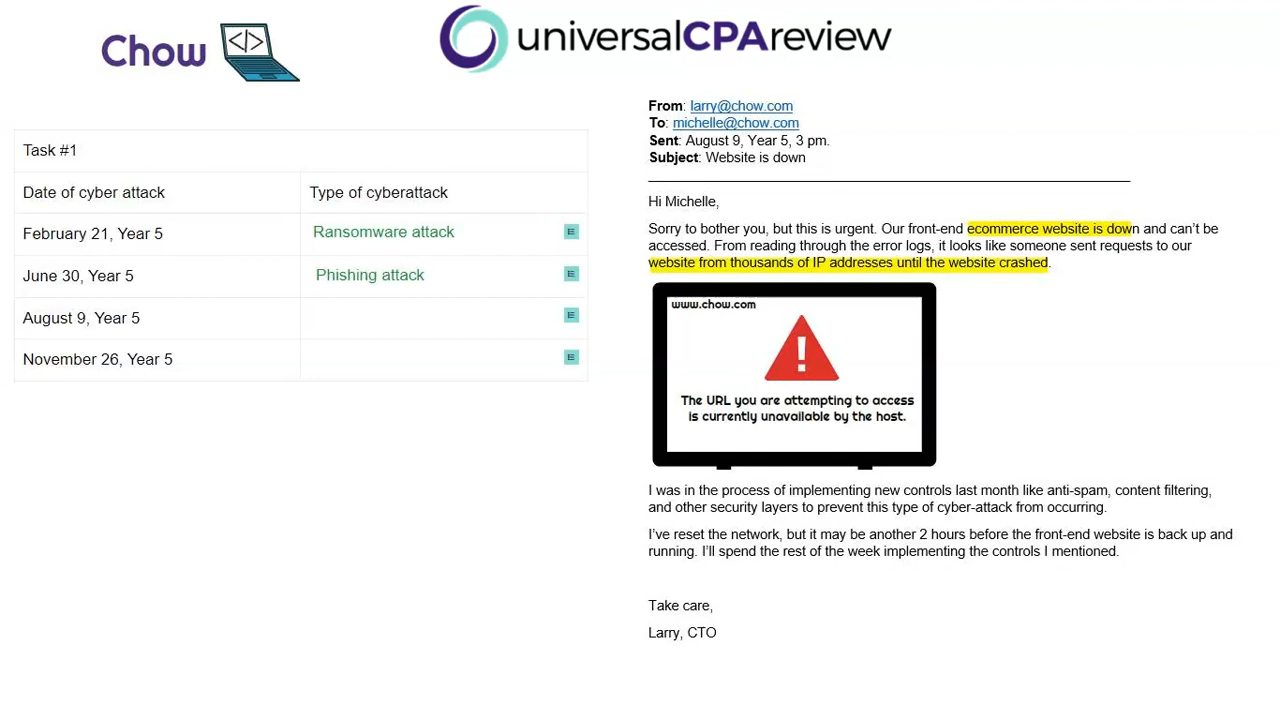 Chow
</>
universalCPAreview
Task #1
Date of cyber attack
Type of cyberattack
February 21, Year 5
Ransomware attack
June 30, Year 5
Phishing attack
August 9, Year 5
November 26, Year 5
From: larry@chow.com
To: michelle@chow.com
Sent: August 9, Year 5, 3 pm.
Subject: Website is down
Hi Michelle,
Sorry to bother you, but this is urgent. Our front-end ecommerce website is down and can’t be
accessed. From reading through the error logs, it looks like someone sent requests to our
website from thousands of IP addresses until the website crashed.
www.chow.com
!
The URL you are attempting to access
is currently unavailable by the host.
I was in the process of implementing new controls last month like anti-spam, content filtering,
and other security layers to prevent this type of cyber-attack from occurring.
I’ve reset the network, but it may be another 2 hours before the front-end website is back up and
running. I’ll spend the rest of the week implementing the controls I mentioned.
Take care,
Larry, CTO